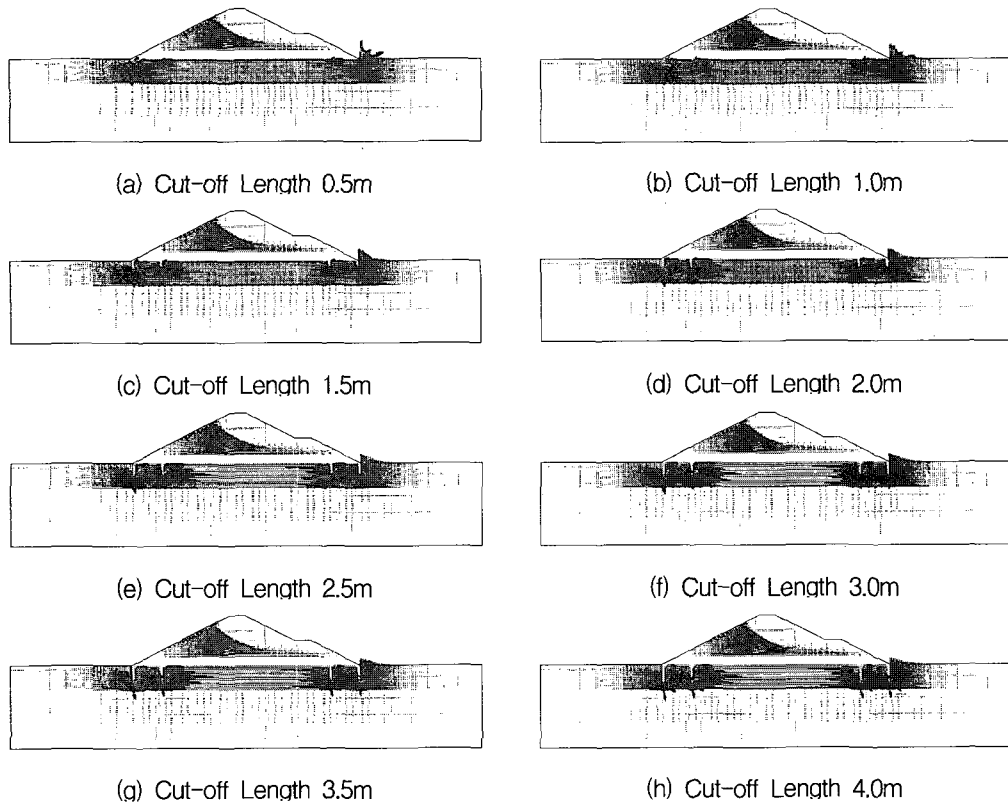 (a) Cut-off Length 0.5m
(b) Cut-off Length 1.0m
(c) Cut-off Length 1.5m
(d) Cut-off Length 2.0m
(e) Cut-off Length 2.5m
(f) Cut-off Length 3.0m
(g) Cut-off Length 3.5m
(h) Cut-off Length 4.0m